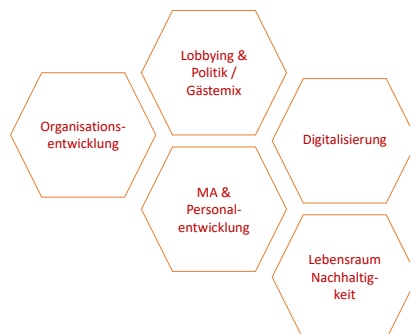 Lobbying &
Politik /
Gästemix
Organisations-
entwicklung
Digitalisierung
MA &
Personal-
entwicklung
Lebensraum
Nachhaltig-
keit